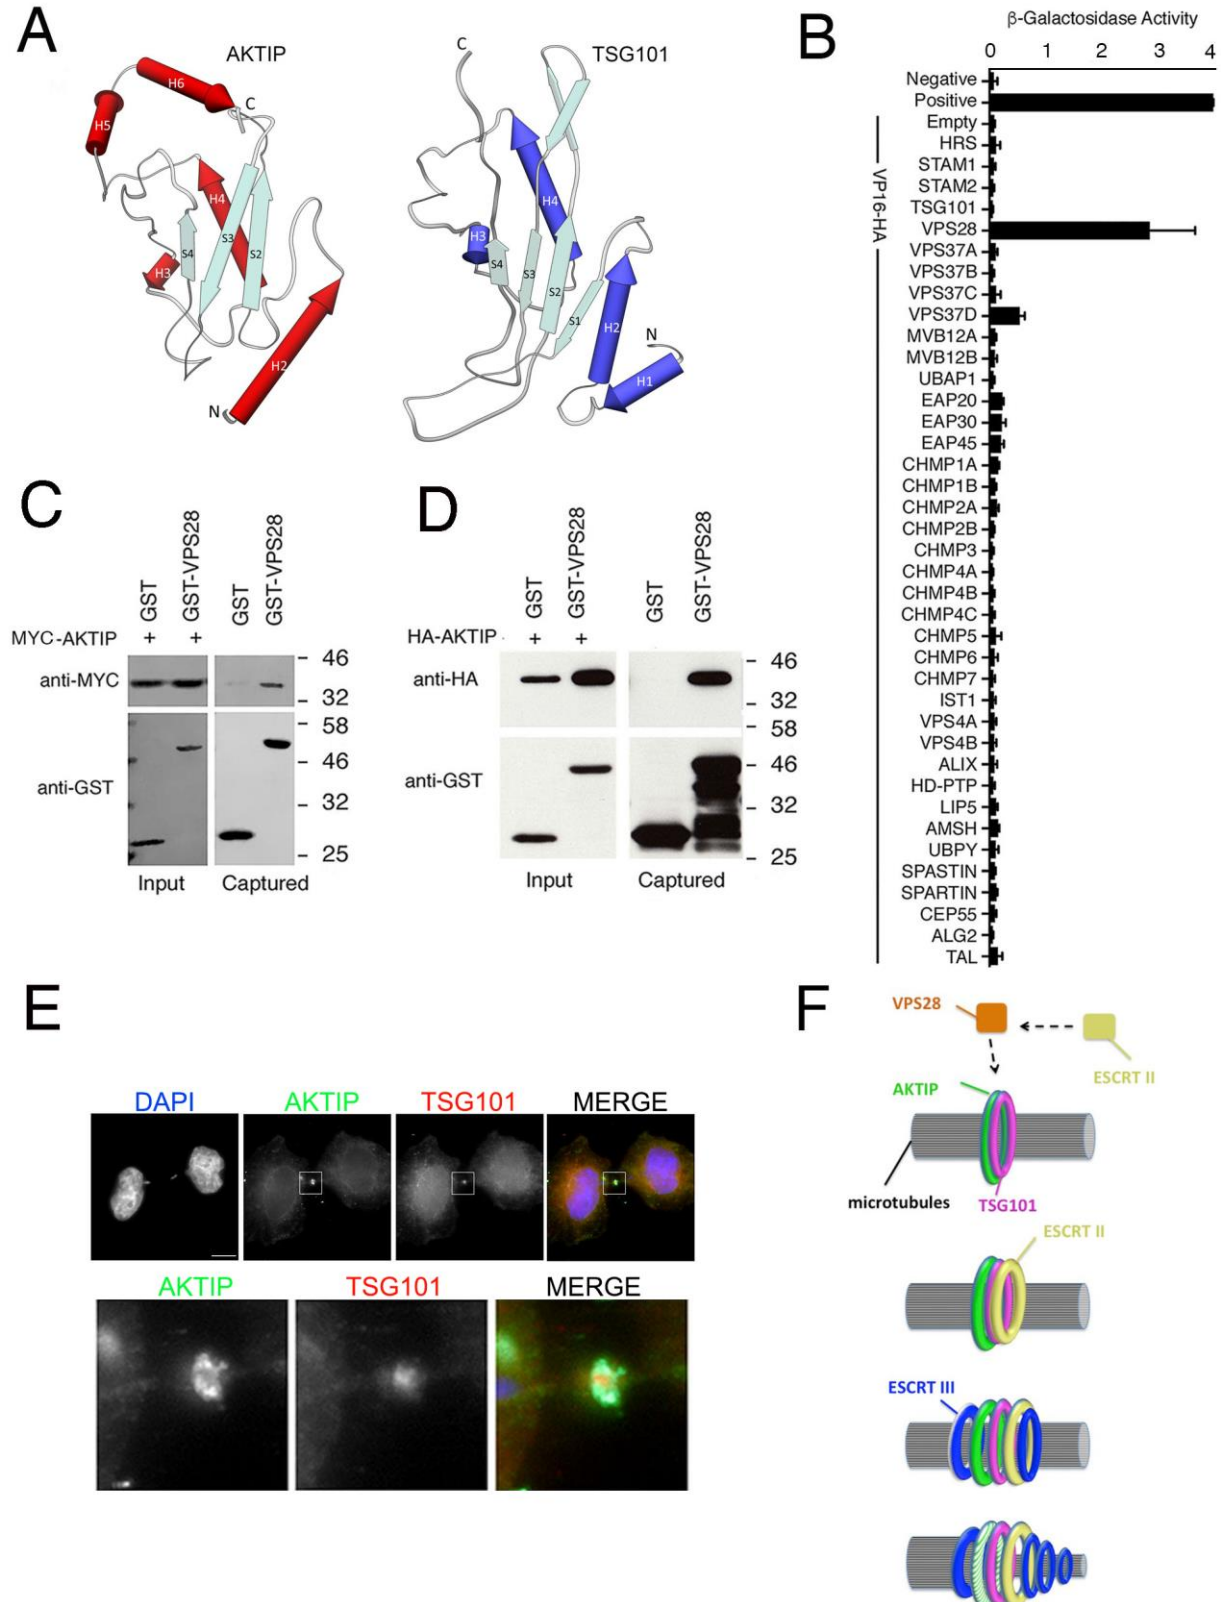 A
AKTIP
H6
C
H5
H4
S3
S2
S4
H3
H2
N
TSG101
C
H4
H3
S4
S3
S2
S1
H2
N
H1
B
β-Galactosidase Activity
0 1 2 3 4
Negative
Positive
VP16-HA
Empty
HRS
STAM1
STAM2
TSG101
VPS28
VPS37A
VPS37B
VPS37C
VPS37D
MVB12A
MVB12B
UBAP1
EAP20
EAP30
EAP45
CHMP1A
CHMP1B
CHMP2A
CHMP2B
CHMP3
CHMP4A
CHMP4B
CHMP4C
CHMP5
CHMP6
CHMP7
IST1
VPS4A
VPS4B
ALIX
HD-PTP
LIP5
AMSH
UBPY
SPASTIN
SPARTIN
CEP55
ALG2
TAL
C
GST
GST-VPS28
GST
GST-VPS28
MYC-AKTIP + +
anti-MYC
46
32
anti-GST
58
46
32
25
Input Captured
D
GST
GST-VPS28
GST
GST-VPS28
HA-AKTIP + +
anti-HA
46
32
58
anti-GST
46
32
25
Input Captured
E
DAPI AKTIP TSG101 MERGE
AKTIP TSG101 MERGE
F
VPS28
ESCRT II
AKTIP
microtubules
TSG101
ESCRT II
ESCRT III